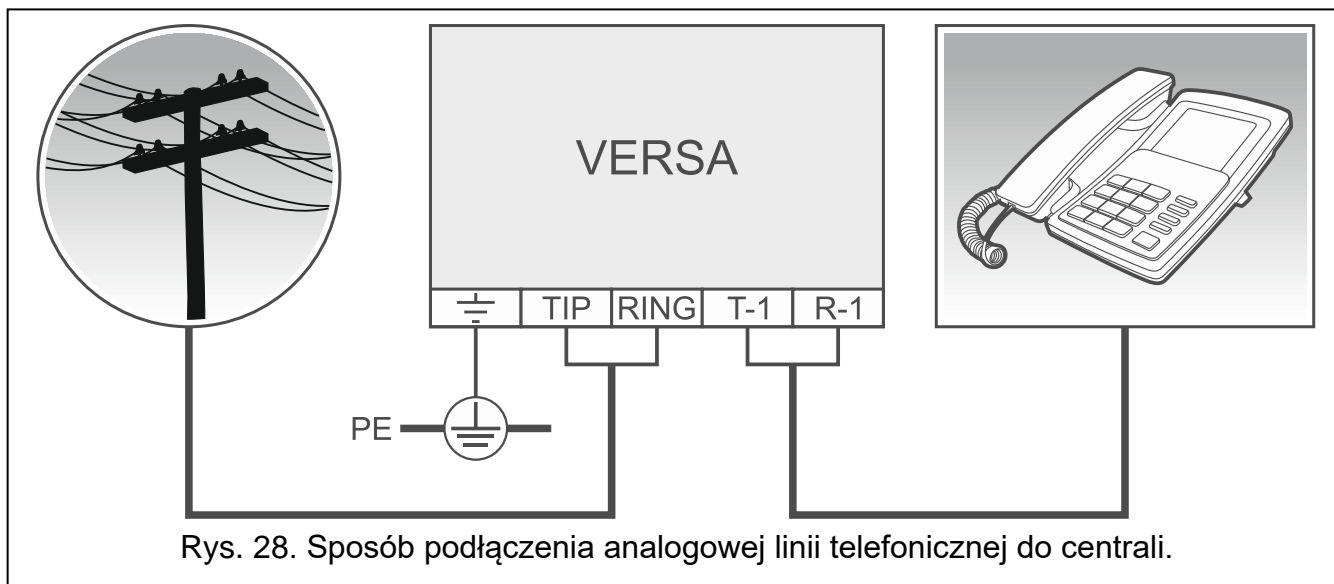 VERSA
TIP RING T-1 R-1
PE
Rys. 28. Sposób podłączenia analogowej linii telefonicznej do centrali.